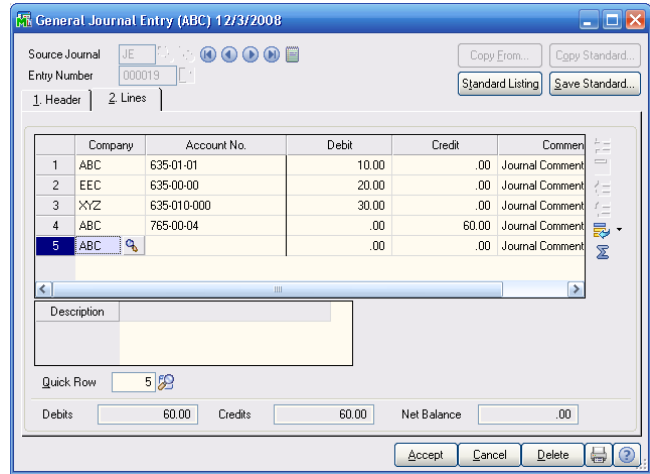 General Journal Entry (ABC) 12/3/2008
Source Journal JE Copy From... Copy Standard...
Entry Number 000019 Standard Listing Save Standard...
1. Header 2. Lines
Company Account No. Debit Credit Commen
1 ABC 635-01-01 10.00 .00 Journal Comment
2 EEC 635-00-00 20.00 .00 Journal Comment
3 XYZ 635-010-000 30.00 .00 Journal Comment
4 ABC 765-00-04 .00 60.00 Journal Comment
5 ABC .00 .00 Journal Comment
Description
Quick Row 5
Debits 60.00 Credits 60.00 Net Balance .00
Accept Cancel Delete